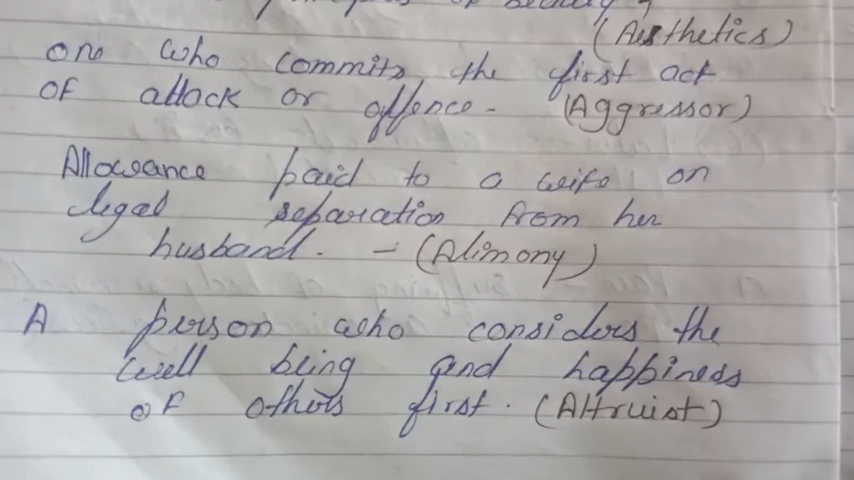 of
(Aesthetics)
one who commits the first act
of attack or offence. (Aggressor)
Allowance paid to a wife on
legal separation from her
husband. - (Alimony)
A person who considers the
well being and happiness
of others first. (Altruist)